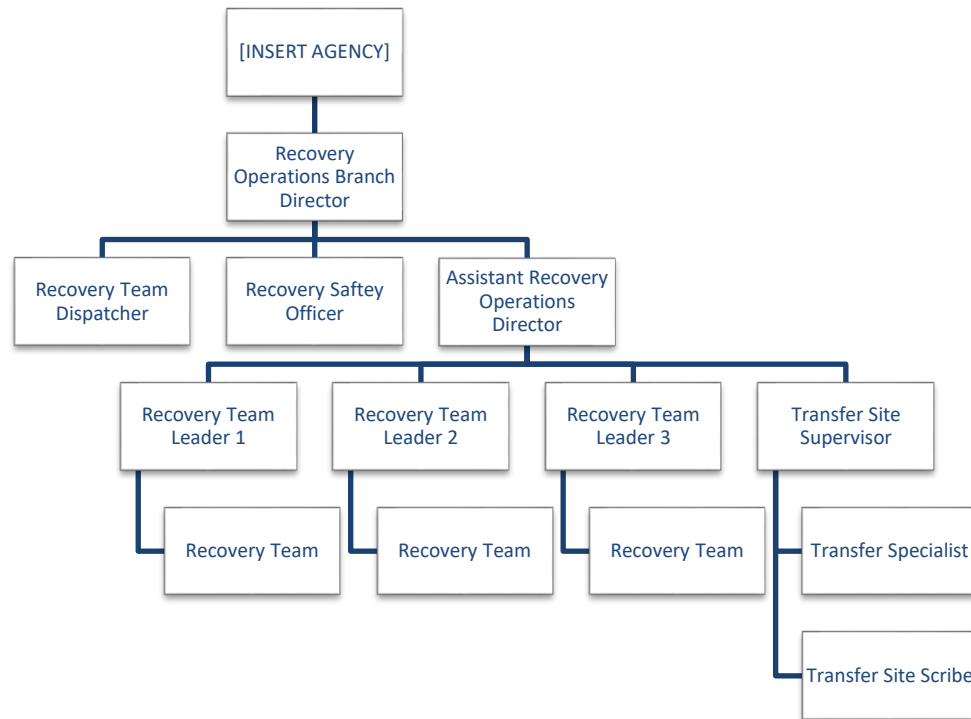 [INSERT AGENCY]
Recovery
Operations Branch
Director
Recovery Team
Dispatcher
Recovery Saftey
Officer
Assistant Recovery
Operations
Director
Recovery Team
Leader 1
Recovery Team
Leader 2
Recovery Team
Leader 3
Transfer Site
Supervisor
Recovery Team
Recovery Team
Recovery Team
Transfer Specialist
Transfer Site Scribe